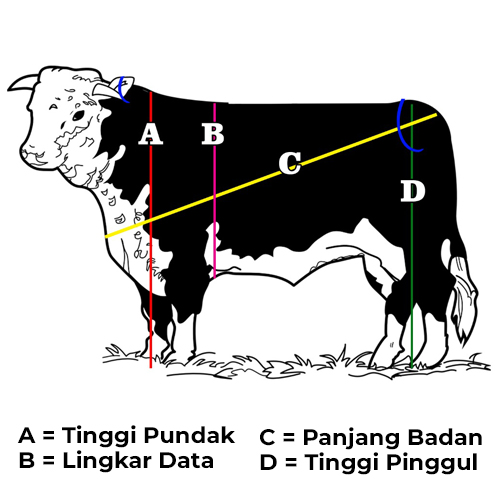 A
B
C
D
A = Tinggi Pundak
B = Lingkar Data
C = Panjang Badan
D = Tinggi Pinggul